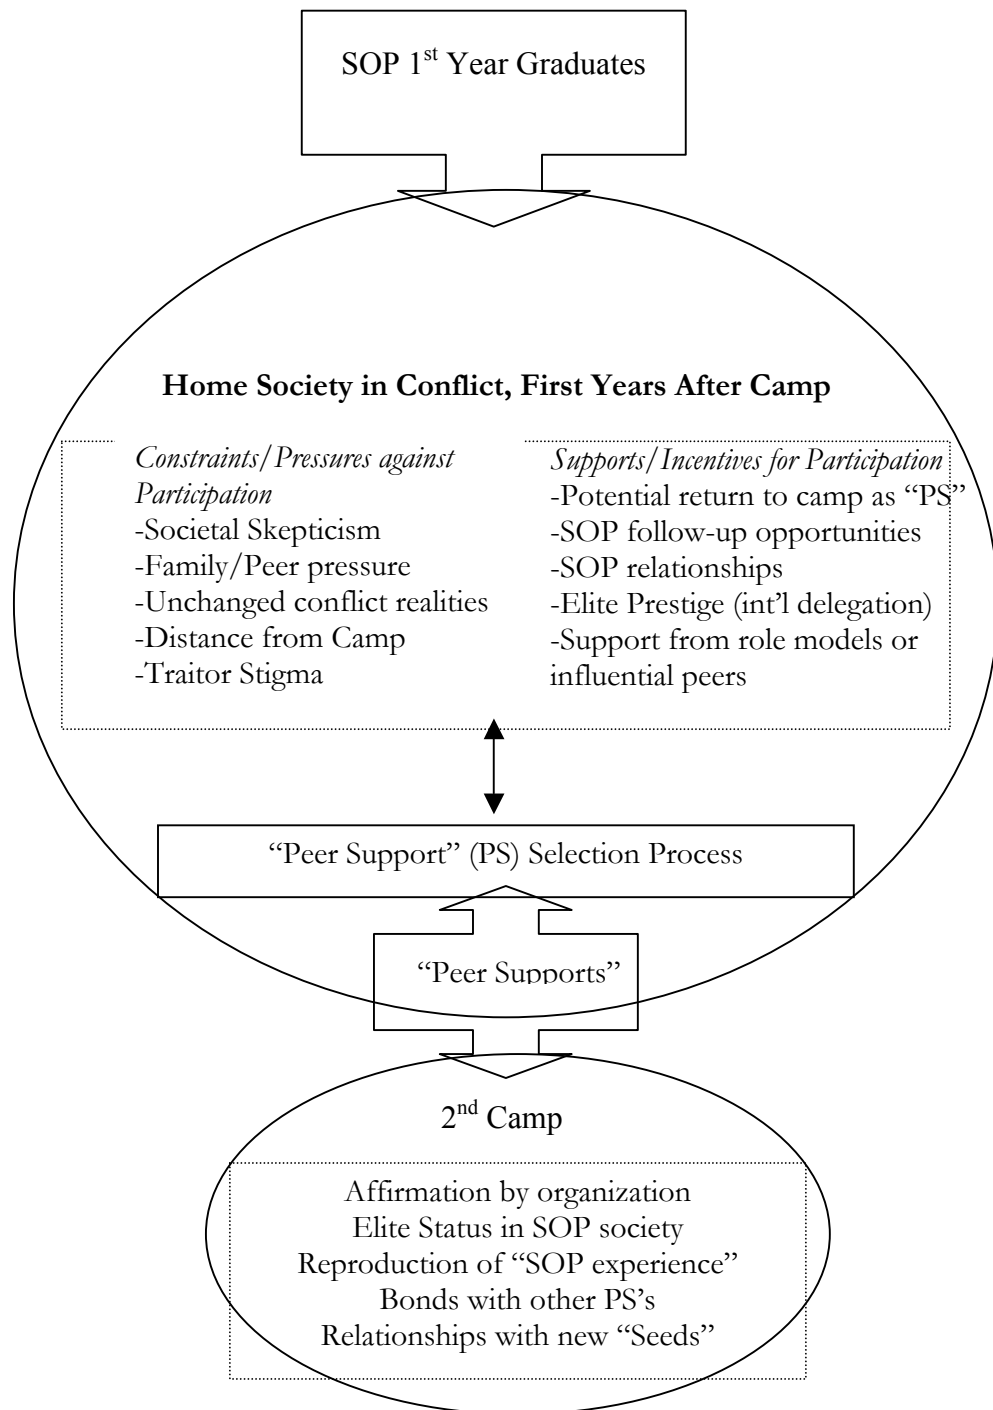 SOP 1st Year Graduates
Home Society in Conflict, First Years After Camp
Constraints/Pressures against
Participation
-Societal Skepticism
-Family/Peer pressure
-Unchanged conflict realities
-Distance from Camp
-Traitor Stigma
Supports/Incentives for Participation
-Potential return to camp as “PS”
-SOP follow-up opportunities
-SOP relationships
-Elite Prestige (int’l delegation)
-Support from role models or
influential peers
“Peer Support” (PS) Selection Process
“Peer Supports”
2nd Camp
Affirmation by organization
Elite Status in SOP society
Reproduction of “SOP experience”
Bonds with other PS’s
Relationships with new “Seeds”